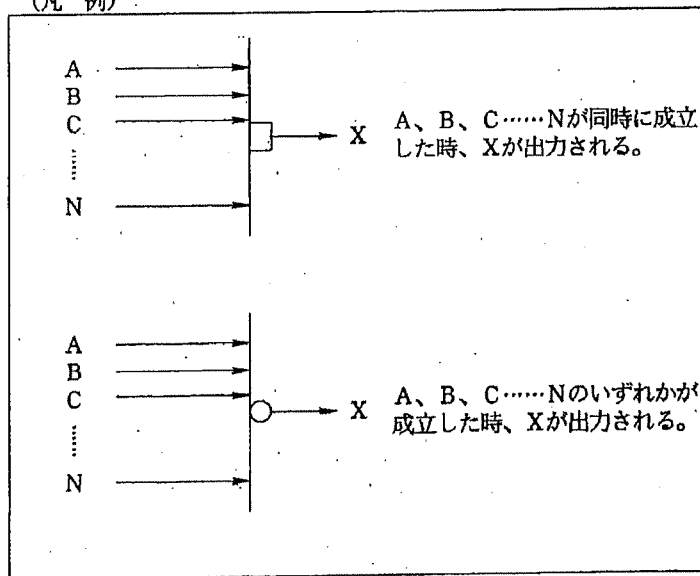 (凡 例)
A
B
C
……
N
X
A、B、C……Nが同時に成立
した時、Xが出力される。
A
B
C
……
N
X
A、B、C……Nのいずれかが
成立した時、Xが出力される。